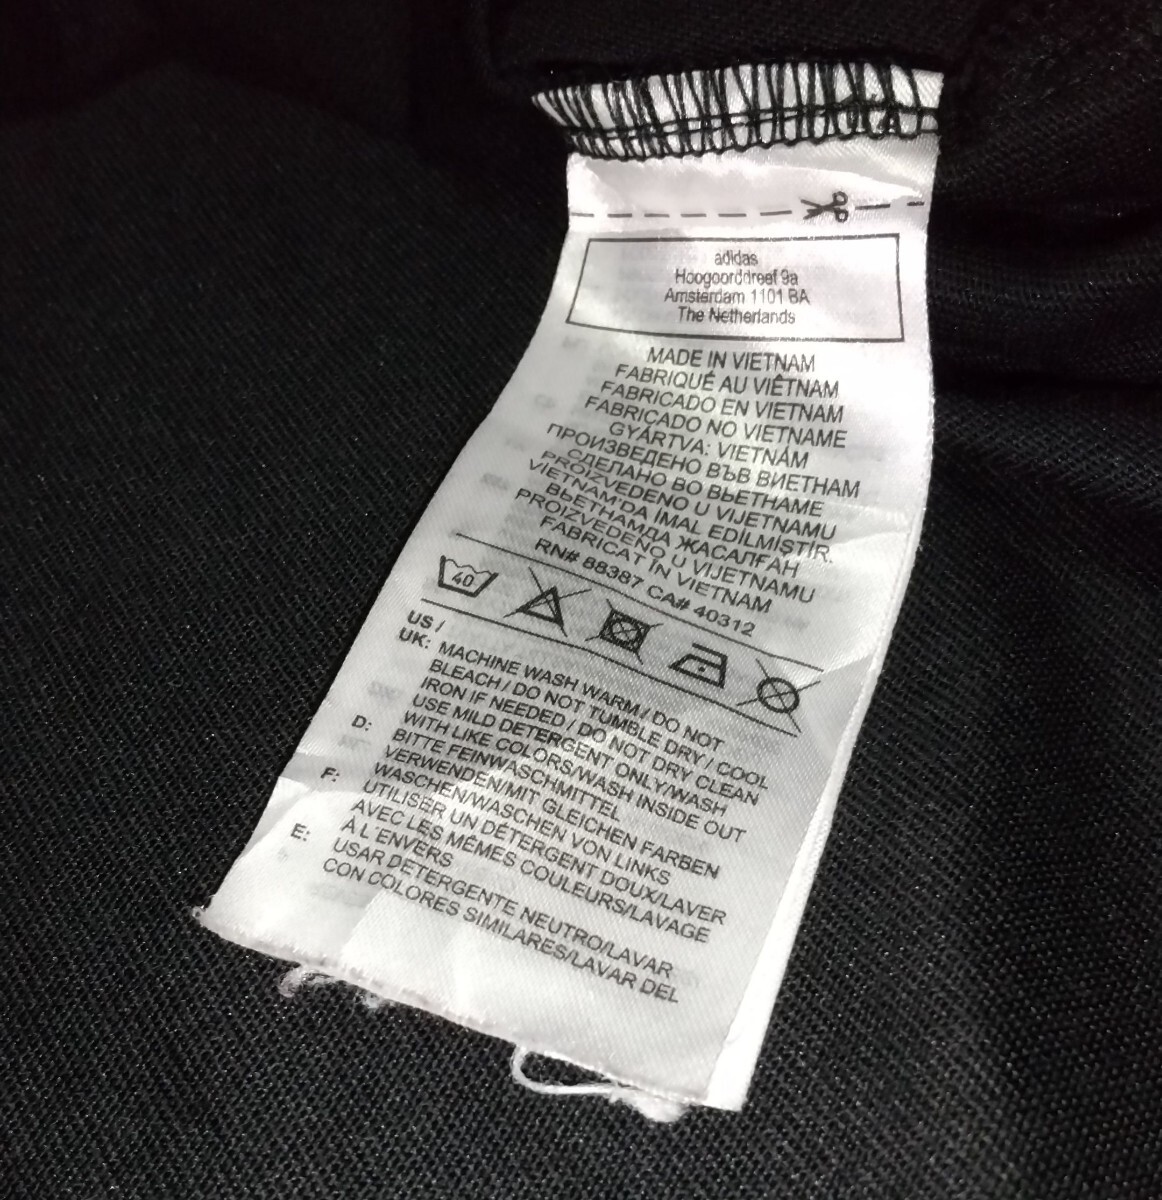 adidas
Hoogoorddreef 9a
Amsterdam 1101 BA
The Netherlands
MADE IN VIETNAM
FABRIQUÉ AU VIÊTNAM
FABRICADO EN VIETNAM
FABRICADO NO VIETNAME
GYÁRTVA: VIETNÁM
ПРОИЗВЕДЕНО ВЪВ ВИЕТНАМ
СДЕЛАНО ВО ВЬЕТНАМЕ
PROIZVEDENO U VIJETNAMU
VİETNAM'DA İMAL EDİLMİŞTİR.
ВЬЕТНАМДА ЖАСАЛҒАН
PROIZVEDENO U VIJETNAMU
FABRICAT ÎN VIETNAM
RN# 88387 CA# 40312
40
US /
UK: MACHINE WASH WARM / DO NOT
BLEACH / DO NOT TUMBLE DRY / COOL
IRON IF NEEDED / DO NOT DRY CLEAN
USE MILD DETERGENT ONLY/WASH
WITH LIKE COLORS/WASH INSIDE OUT
D: BITTE FEINWASCHMITTEL
VERWENDEN/MIT GLEICHEN FARBEN
WASCHEN/WASCHEN VON LINKS
F: UTILISER UN DÉTERGENT DOUX/LAVER
AVEC LES MÊMES COULEURS/LAVAGE
À L'ENVERS
E: USAR DETERGENTE NEUTRO/LAVAR
CON COLORES SIMILARES/LAVAR DEL